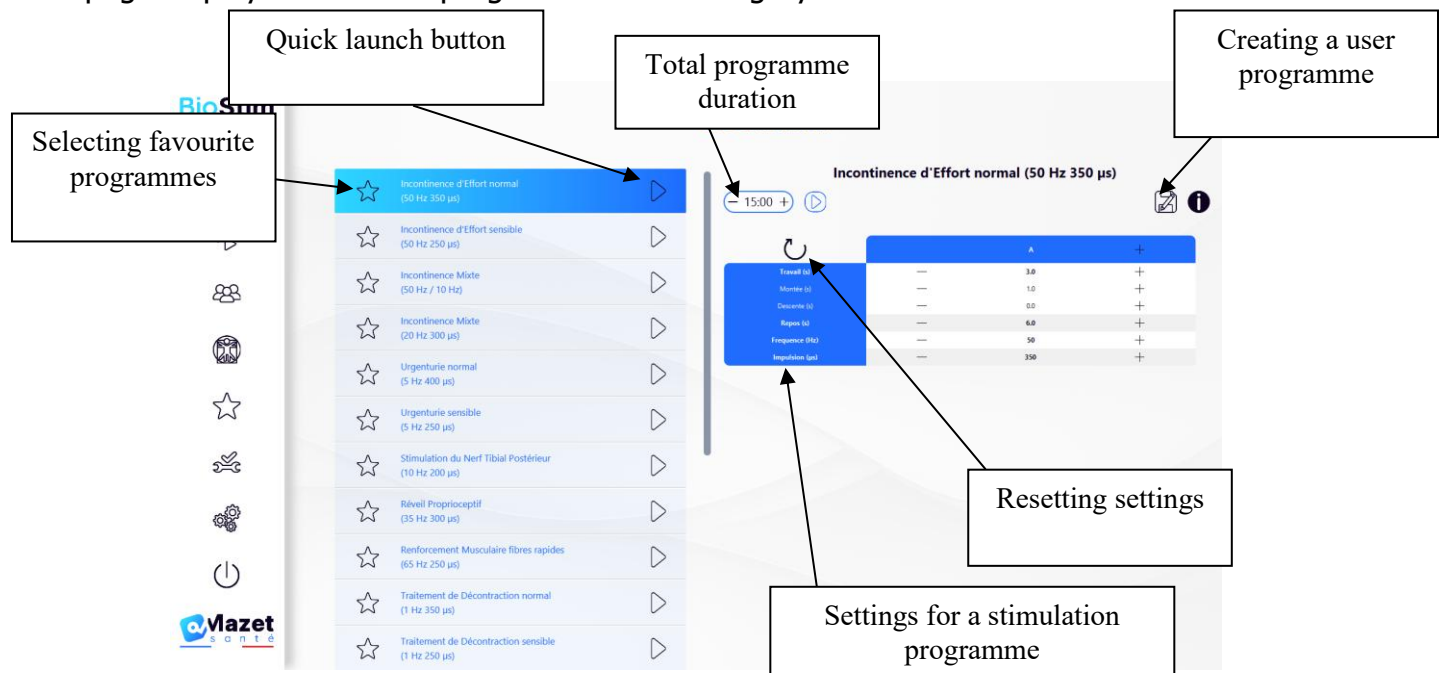 Quick launch button
Total programme
duration
Creating a user
programme
Selecting favourite
programmes
Incontinence d'Effort normal
(50 Hz 350 µs)
Incontinence d'Effort sensible
(50 Hz 250 µs)
Incontinence Mixte
(50 Hz / 10 Hz)
Incontinence Mixte
(20 Hz 300 µs)
Urgenturie normal
(5 Hz 400 µs)
Urgenturie sensible
(5 Hz 250 µs)
Stimulation du Nerf Tibial Postérieur
(10 Hz 200 µs)
Réveil Proprioceptif
(35 Hz 300 µs)
Renforcement Musculaire fibres rapides
(65 Hz 250 µs)
Traitement de Décontraction normal
(1 Hz 350 µs)
Traitement de Décontraction sensible
(1 Hz 250 µs)
Mazet
santé
Incontinence d'Effort normal (50 Hz 350 µs)
− 15:00 +
A +
Travail (s) — 3.0 +
Montée (s) — 1.0 +
Descente (s) — 0.0 +
Repos (s) — 6.0 +
Frequence (Hz) — 50 +
Impulsion (µs) — 350 +
Resetting settings
Settings for a stimulation
programme